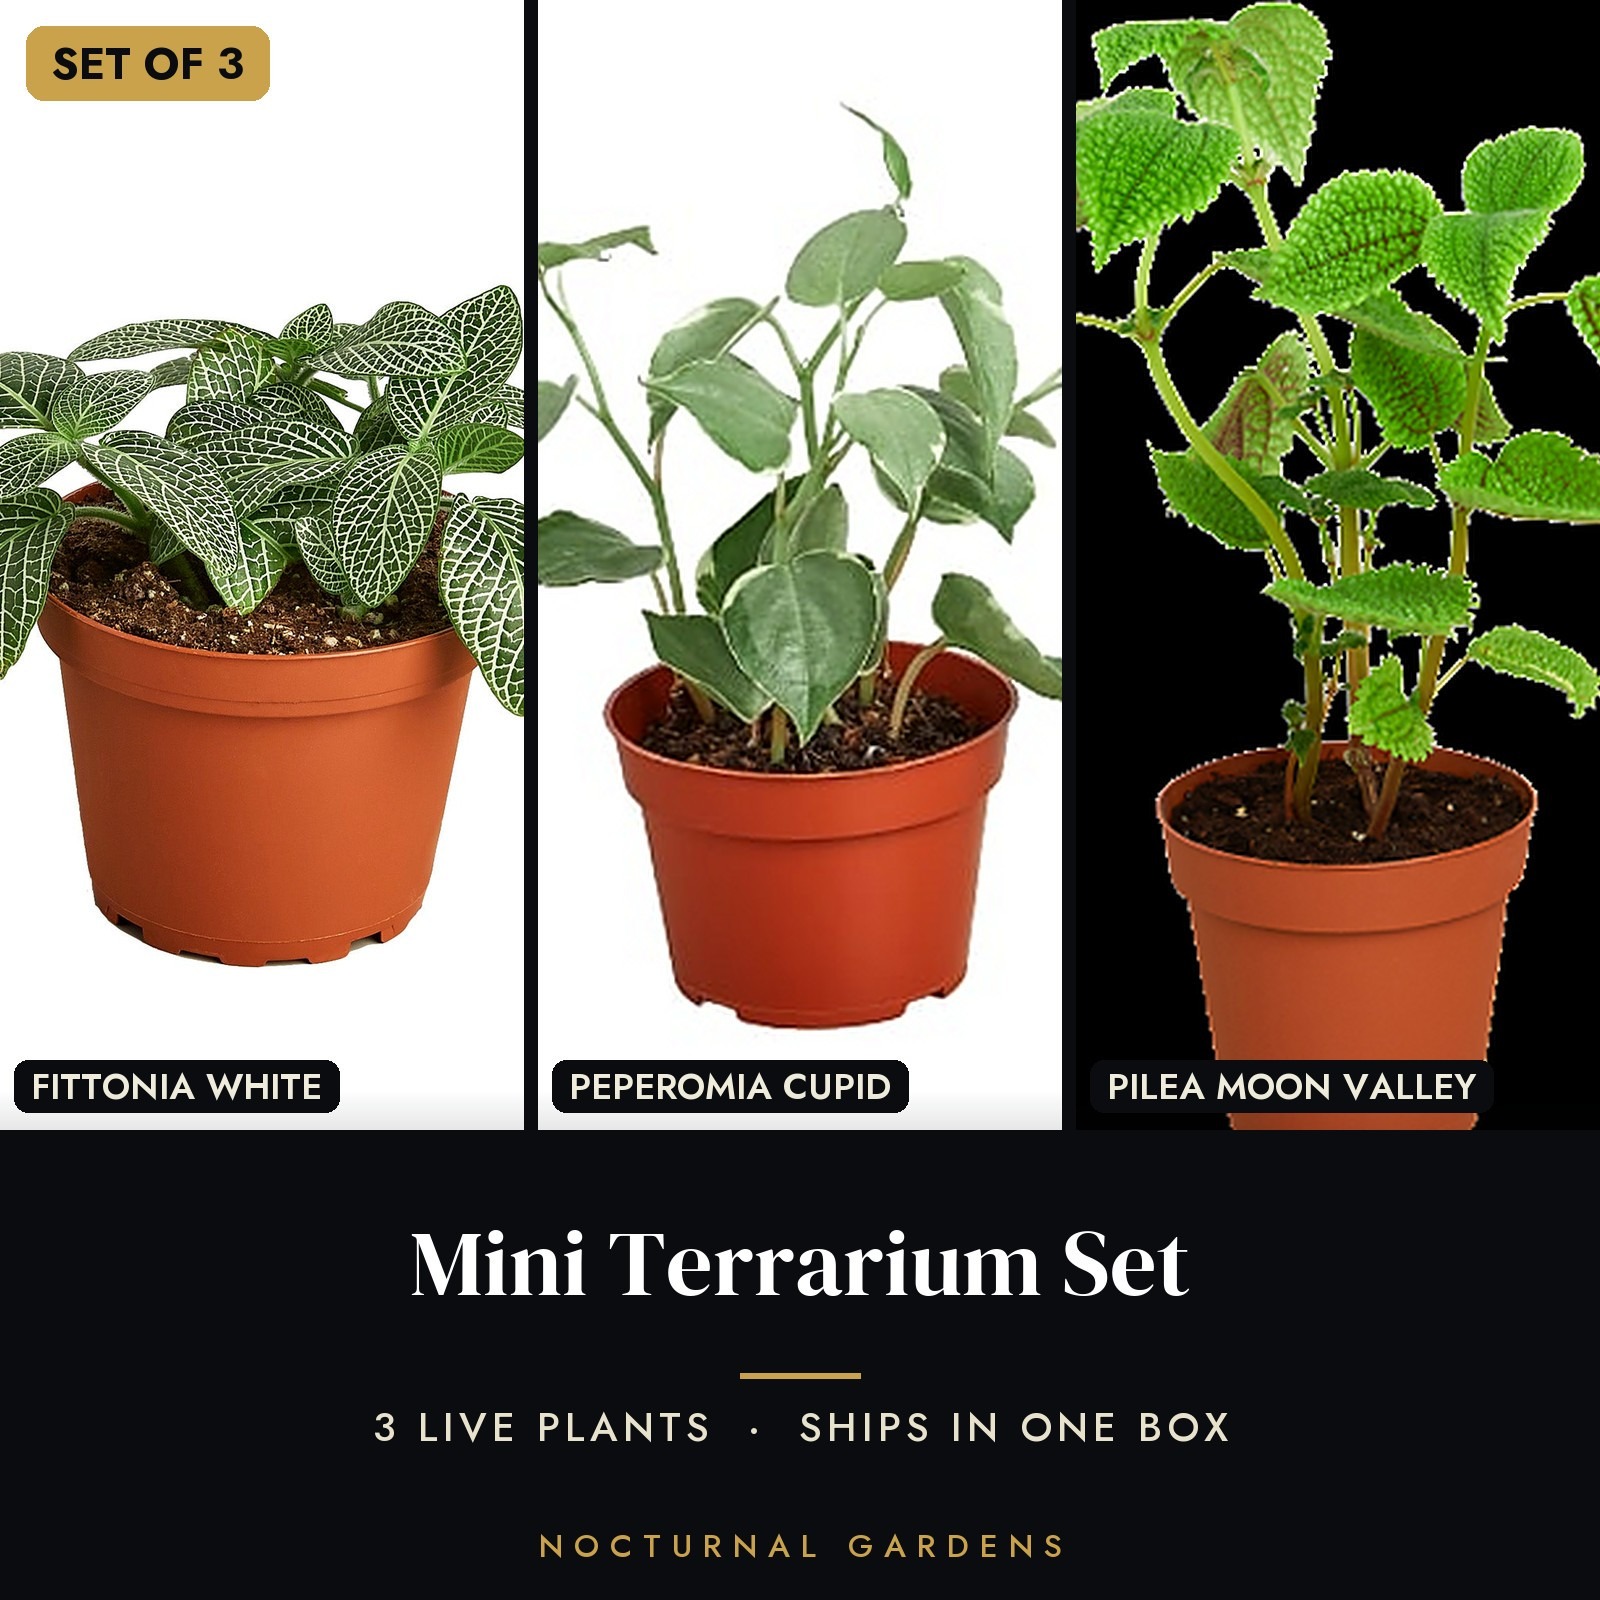 SET OF 3
FITTONIA WHITE
PEPEROMIA CUPID
PILEA MOON VALLEY
Mini Terrarium Set
3 LIVE PLANTS · SHIPS IN ONE BOX
NOCTURNAL GARDENS